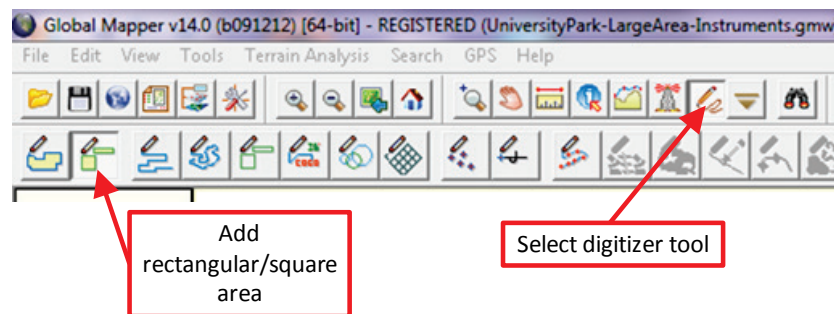 Global Mapper v14.0 (b091212) [64-bit] - REGISTERED (UniversityPark-LargeArea-Instruments.gmw
File Edit View Tools Terrain Analysis Search GPS Help
Add
rectangular/square
area
Select digitizer tool